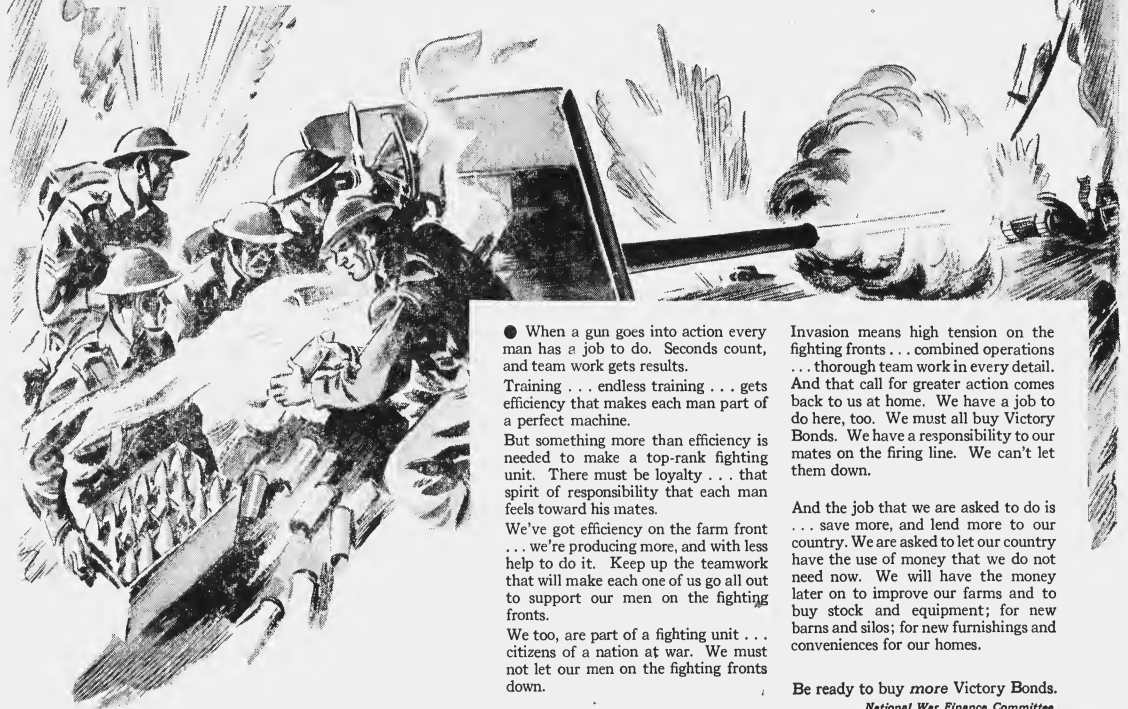 ● When a gun goes into action every
man has a job to do. Seconds count,
and team work gets results.
Training . . . endless training . . . gets
efficiency that makes each man part of
a perfect machine.
But something more than efficiency is
needed to make a top-rank fighting
unit. There must be loyalty . . . that
spirit of responsibility that each man
feels toward his mates.
We've got efficiency on the farm front
. . . we're producing more, and with less
help to do it. Keep up the teamwork
that will make each one of us go all out
to support our men on the fighting
fronts.
We too, are part of a fighting unit . . .
citizens of a nation at war. We must
not let our men on the fighting fronts
down.
Invasion means high tension on the
fighting fronts . . . combined operations
. . . thorough team work in every detail.
And that call for greater action comes
back to us at home. We have a job to
do here, too. We must all buy Victory
Bonds. We have a responsibility to our
mates on the firing line. We can't let
them down.
And the job that we are asked to do is
. . . save more, and lend more to our
country. We are asked to let our country
have the use of money that we do not
need now. We will have the money
later on to improve our farms and to
buy stock and equipment; for new
barns and silos; for new furnishings and
conveniences for our homes.
Be ready to buy more Victory Bonds.
National War Finance Committee